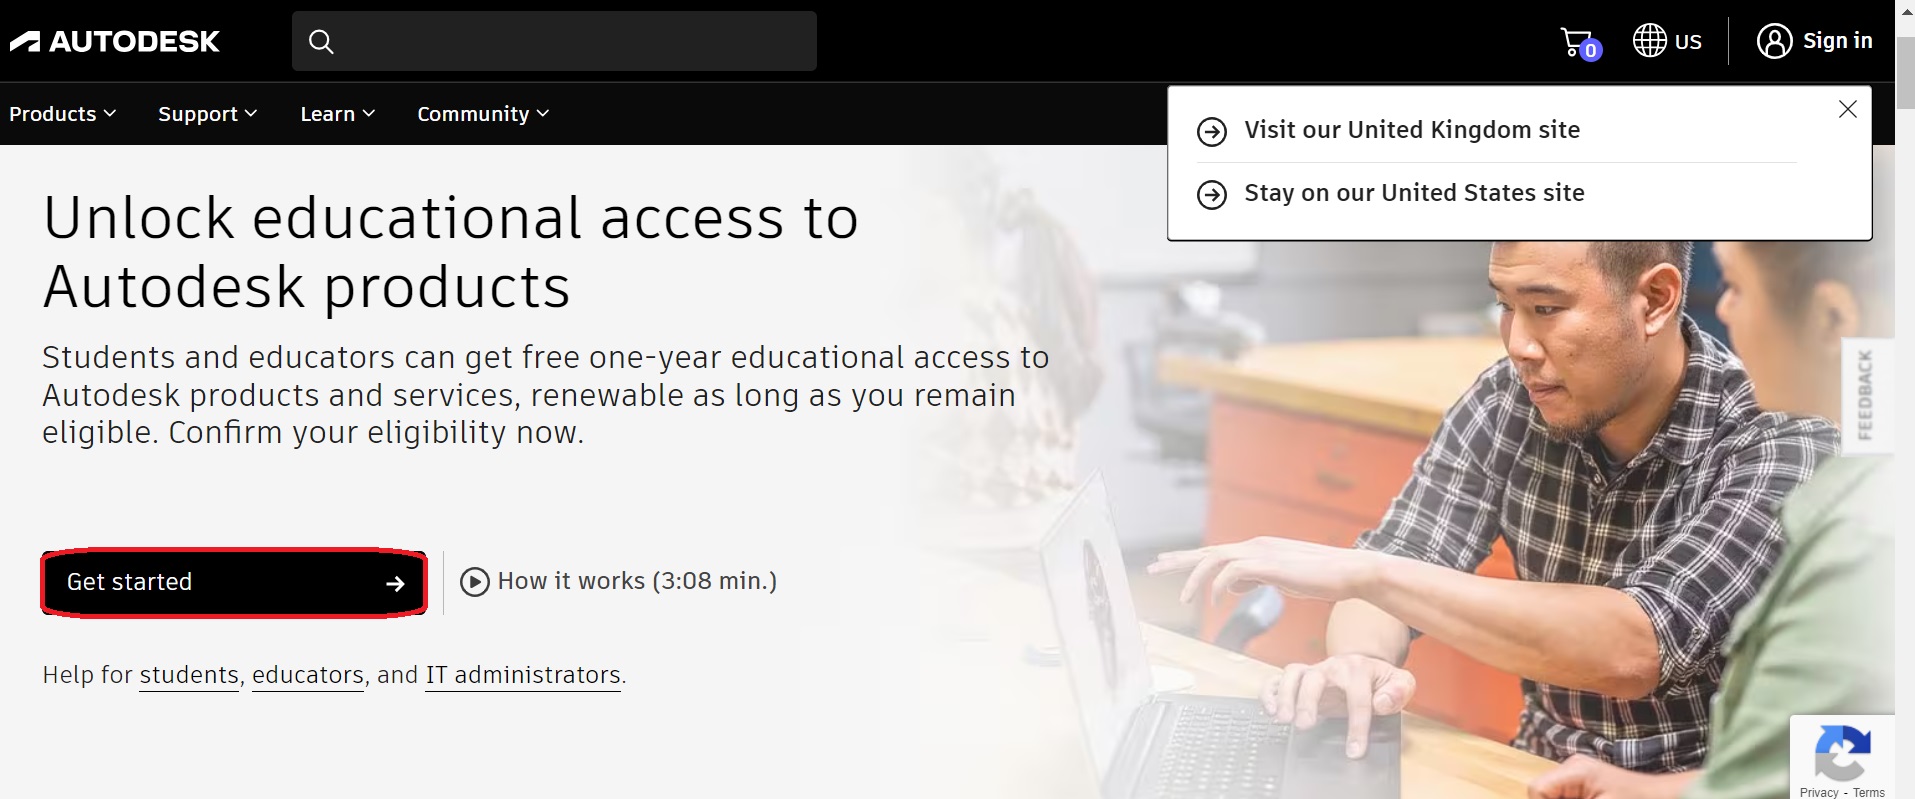 AUTODESK
0
US
Sign in
Products
Support
Learn
Community
Visit our United Kingdom site
Stay on our United States site
Unlock educational access to
Autodesk products
Students and educators can get free one-year educational access to
Autodesk products and services, renewable as long as you remain
eligible. Confirm your eligibility now.
FEEDBACK
Get started
How it works (3:08 min.)
Help for students, educators, and IT administrators.
Privacy - Terms